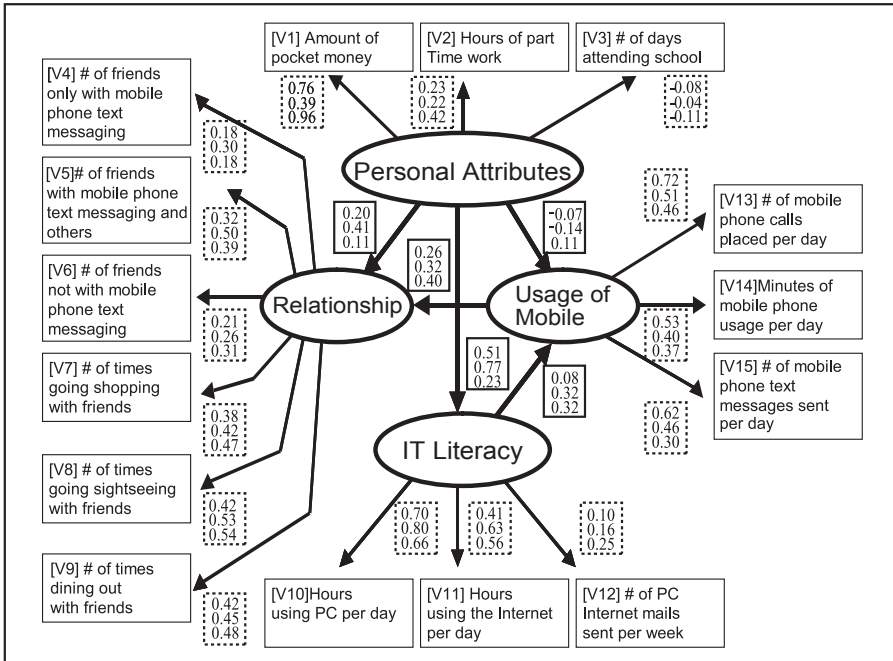 [V1] Amount of
pocket money
[V2] Hours of part
Time work
[V3] # of days
attending school
[V4] # of friends
only with mobile
phone text
messaging
0.76
0.39
0.96
0.23
0.22
0.42
-0.08
-0.04
-0.11
0.18
0.30
0.18
Personal Attributes
[V5]# of friends
with mobile phone
text messaging and
others
0.32
0.50
0.39
0.72
0.51
0.46
[V13] # of mobile
phone calls
placed per day
0.20
0.41
0.11
-0.07
-0.14
0.11
0.26
0.32
0.40
[V6] # of friends
not with mobile
phone text
messaging
Relationship
Usage of
Mobile
[V14]Minutes of
mobile phone
usage per day
0.21
0.26
0.31
0.53
0.40
0.37
[V7] # of times
going shopping
with friends
0.51
0.77
0.23
0.08
0.32
0.32
[V15] # of mobile
phone text
messages sent
per day
0.38
0.42
0.47
0.62
0.46
0.30
IT Literacy
[V8] # of times
going sightseeing
with friends
0.42
0.53
0.54
0.70
0.80
0.66
0.41
0.63
0.56
0.10
0.16
0.25
[V9] # of times
dining out
with friends
0.42
0.45
0.48
[V10]Hours
using PC per day
[V11] Hours
using the Internet
per day
[V12] # of PC
Internet mails
sent per week